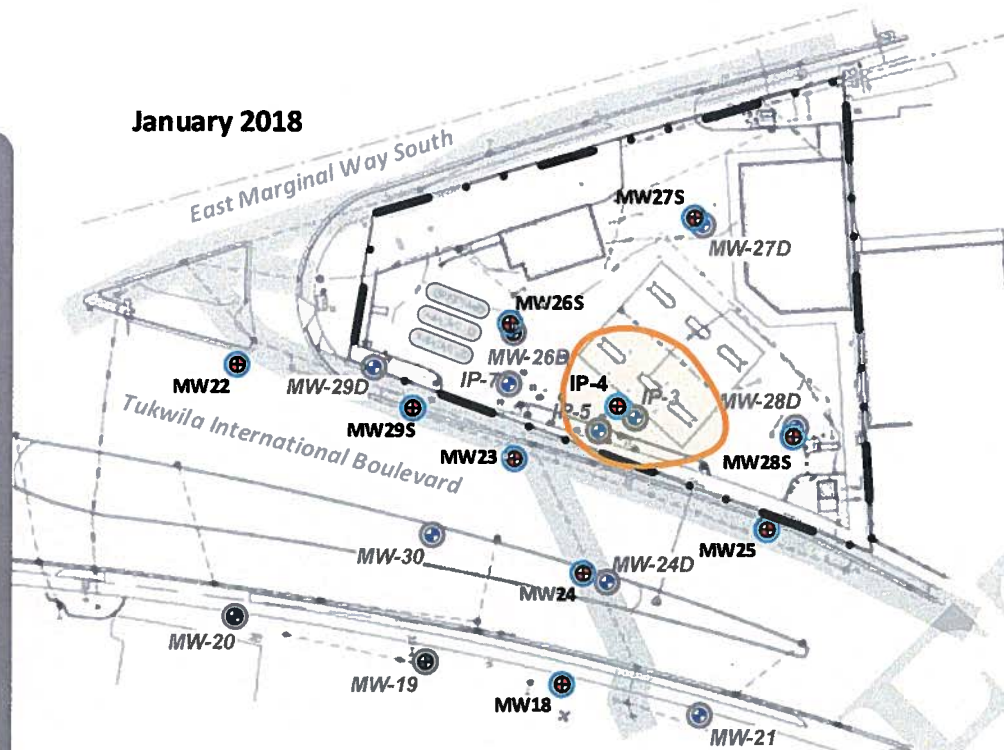 January 2018
East Marginal Way South
MW27S
MW-27D
MW26S
MW-26B
IP-7
IP-4
IP-3
IP-5
MW-28D
MW28S
MW22
MW-29D
MW29S
Tukwila International Boulevard
MW23
MW25
MW-30
MW24
MW-24D
MW-20
MW-19
MW18
MW-21